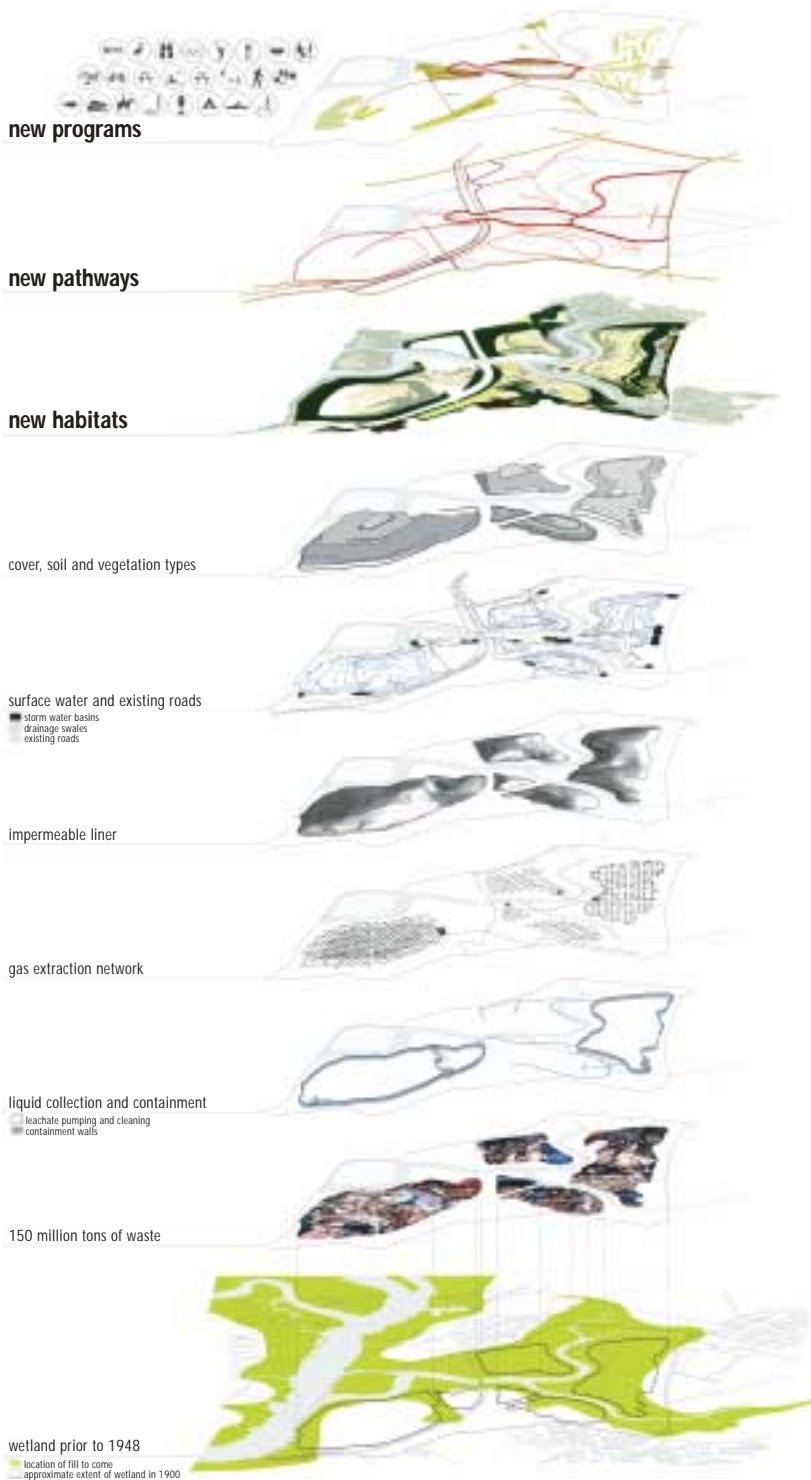 new programs
new pathways
new habitats
cover, soil and vegetation types
surface water and existing roads
storm water basins
drainage swales
existing roads
impermeable liner
gas extraction network
liquid collection and containment
leachate pumping and cleaning
containment walls
150 million tons of waste
wetland prior to 1948
location of fill to come
approximate extent of wetland in 1900